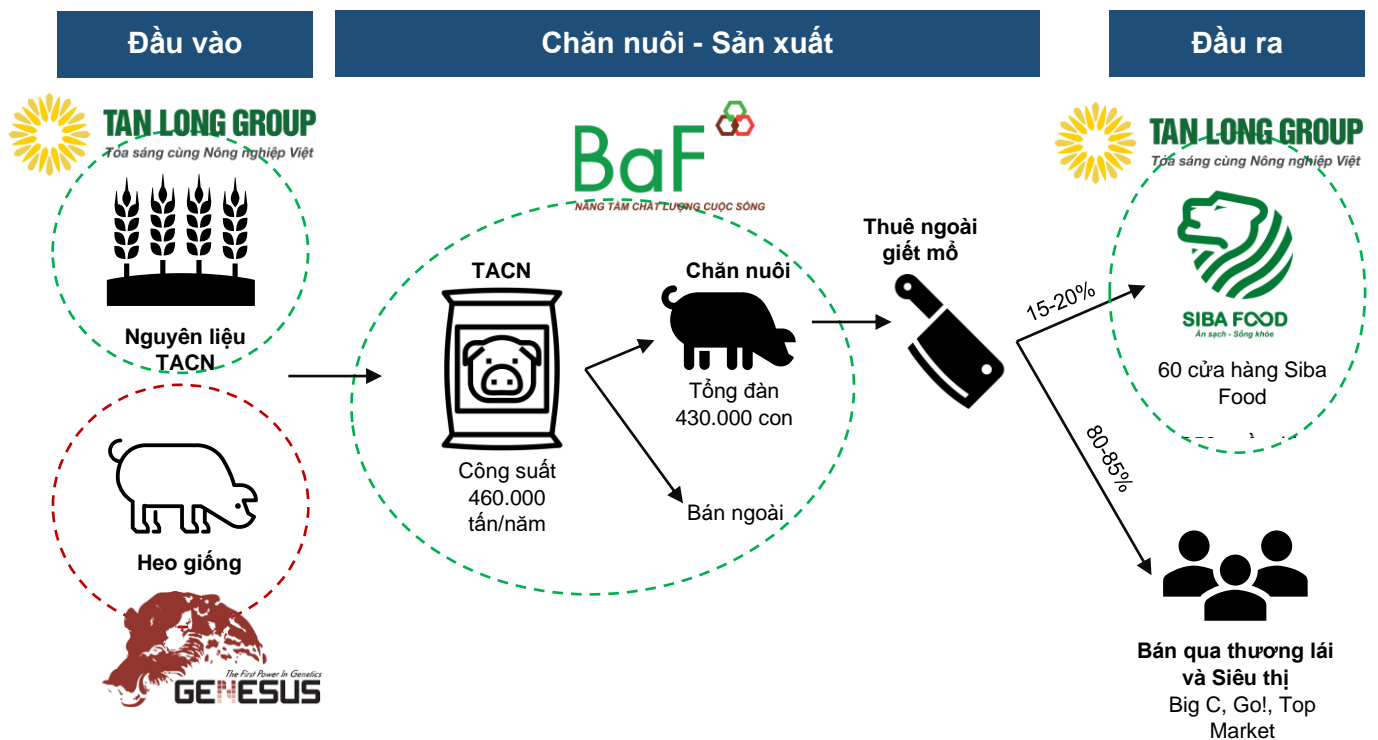 Đầu vào
Chăn nuôi - Sản xuất
Đầu ra
TAN LONG GROUP
Tỏa sáng cùng Nông nghiệp Việt
Nguyên liệu
TACN
Heo giống
The First Power In Genetics
GENESUS
BaF
NÂNG TẦM CHẤT LƯỢNG CUỘC SỐNG
TACN
Công suất
460.000
tấn/năm
Chăn nuôi
Tổng đàn
430.000 con
Bán ngoài
Thuê ngoài
giết mổ
15-20%
80-85%
TAN LONG GROUP
Tỏa sáng cùng Nông nghiệp Việt
SIBA FOOD
Ăn sạch - Sống khỏe
60 cửa hàng Siba
Food
Bán qua thương lái
và Siêu thị
Big C, Go!, Top
Market